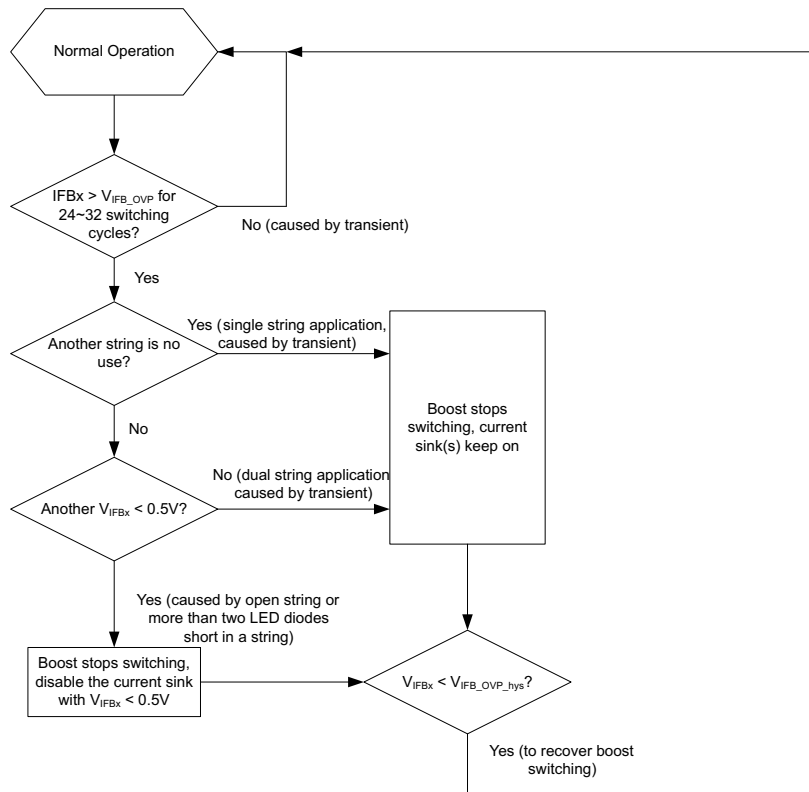 Normal Operation
IFBx > VIFB_OVP for
24~32 switching
cycles?
No (caused by transient)
Yes
Another string is no
use?
Yes (single string application,
caused by transient)
Boost stops
switching, current
sink(s) keep on
No
Another VIFBx < 0.5V?
No (dual string application
caused by transient)
Yes (caused by open string or
more than two LED diodes
short in a string)
Boost stops switching,
disable the current sink
with VIFBx < 0.5V
VIFBx < VIFB_OVP_hys?
Yes (to recover boost
switching)